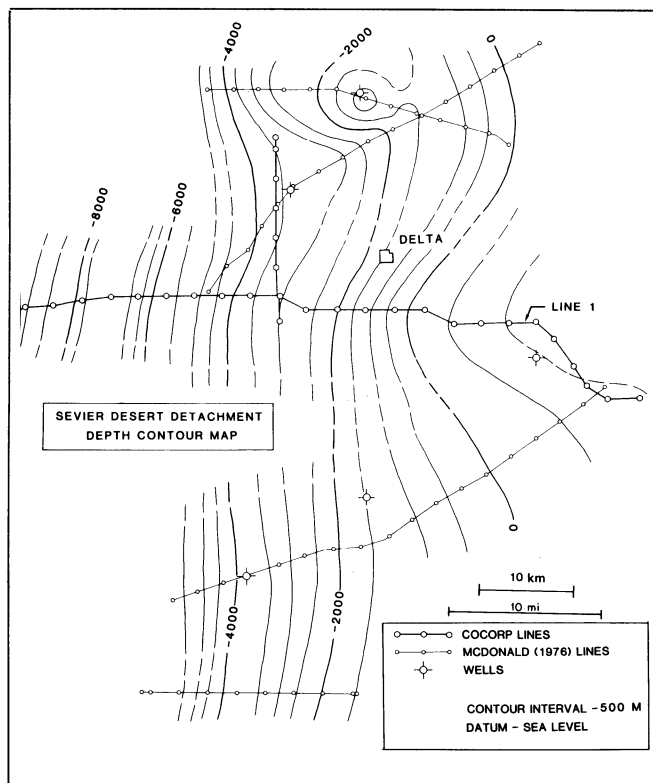 -4000
-2000
0
-8000
-6000
DELTA
LINE 1
SEVIER DESERT DETACHMENT
DEPTH CONTOUR MAP
0
-4000
-2000
10 km
10 mi
COCORP LINES
MCDONALD (1976) LINES
WELLS
CONTOUR INTERVAL -500 M
DATUM - SEA LEVEL